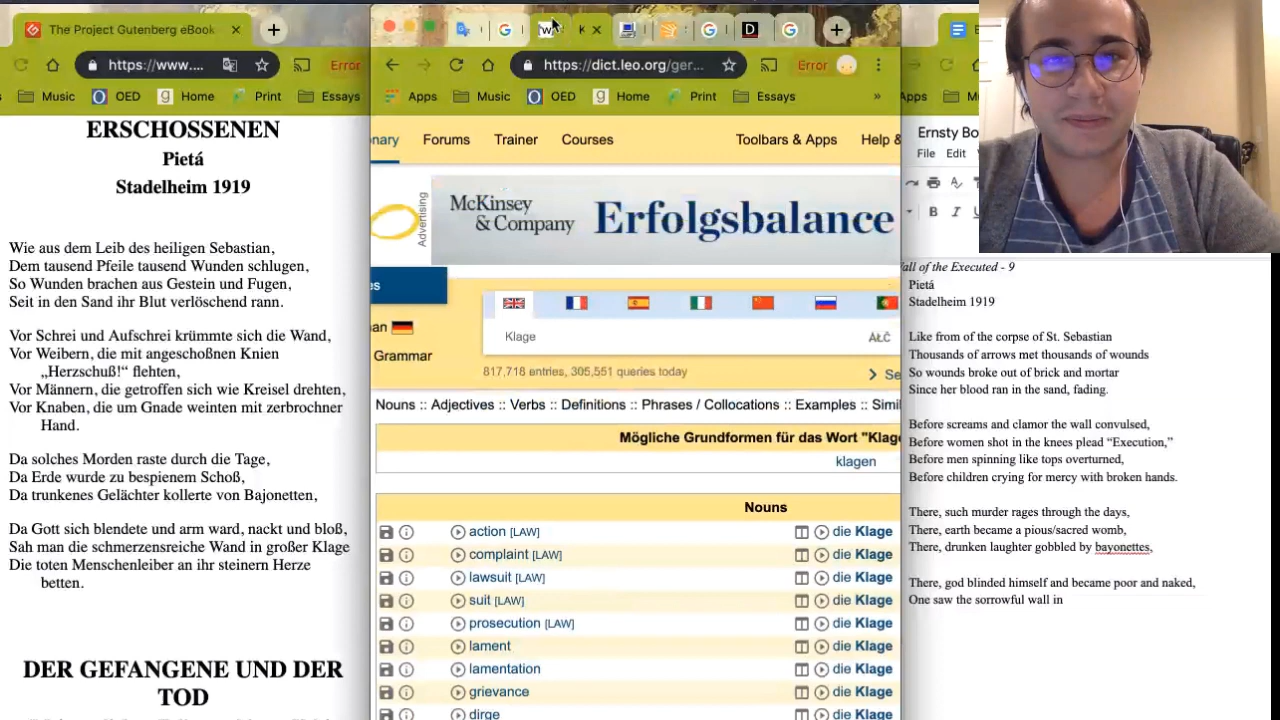 The Project Gutenberg eBook
https://www....
Error
Music
OED
Home
Print
Essays
ERSCHOSSENEN
Pietá
Stadelheim 1919
Wie aus dem Leib des heiligen Sebastian,
Dem tausend Pfeile tausend Wunden schlugen,
So Wunden brachen aus Gestein und Fugen,
Seit in den Sand ihr Blut verlöschend rann.
Vor Schrei und Aufschrei krümmte sich die Wand,
Vor Weibern, die mit angeschoßnen Knien
„Herzschuß!“ flehten,
Vor Männern, die getroffen sich wie Kreisel drehten,
Vor Knaben, die um Gnade weinten mit zerbrochner
Hand.
Da solches Morden raste durch die Tage,
Da Erde wurde zu bespienem Schoß,
Da trunkenes Gelächter kollerte von Bajonetten,
Da Gott sich blendete und arm ward, nackt und bloß,
Sah man die schmerzensreiche Wand in großer Klage
Die toten Menschenleiber an ihr steinern Herze
betten.
DER GEFANGENE UND DER
TOD
https://dict.leo.org/ger...
Error
Apps
Music
OED
Home
Print
Essays
»
onary
Forums
Trainer
Courses
Toolbars & Apps
Help &
Advertising
McKinsey
& Company
Erfolgsbalance
es
an
Grammar
Klage
ÄŁĈ
817,718 entries, 305,551 queries today
Se
Nouns :: Adjectives :: Verbs :: Definitions :: Phrases / Collocations :: Examples :: Simil
Mögliche Grundformen für das Wort "Klage
klagen
Nouns
action [LAW] die Klage
complaint [LAW] die Klage
lawsuit [LAW] die Klage
suit [LAW] die Klage
prosecution [LAW] die Klage
lament die Klage
lamentation die Klage
grievance die Klage
dirge die Klage
Apps
Ernsty Bo
File Edit
B I
all of the Executed - 9
Pietá
Stadelheim 1919
Like from of the corpse of St. Sebastian
Thousands of arrows met thousands of wounds
So wounds broke out of brick and mortar
Since her blood ran in the sand, fading.
Before screams and clamor the wall convulsed,
Before women shot in the knees plead “Execution,”
Before men spinning like tops overturned,
Before children crying for mercy with broken hands.
There, such murder rages through the days,
There, earth became a pious/sacred womb,
There, drunken laughter gobbled by bayonettes,
There, god blinded himself and became poor and naked,
One saw the sorrowful wall in